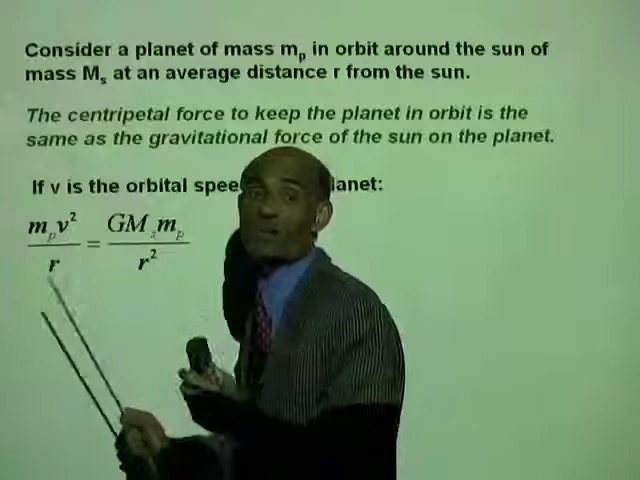 Consider a planet of mass mp in orbit around the sun of
mass Ms at an average distance r from the sun.
The centripetal force to keep the planet in orbit is the
same as the gravitational force of the sun on the planet.
If v is the orbital spee lanet:
mpv²/r = GMsmp/r²